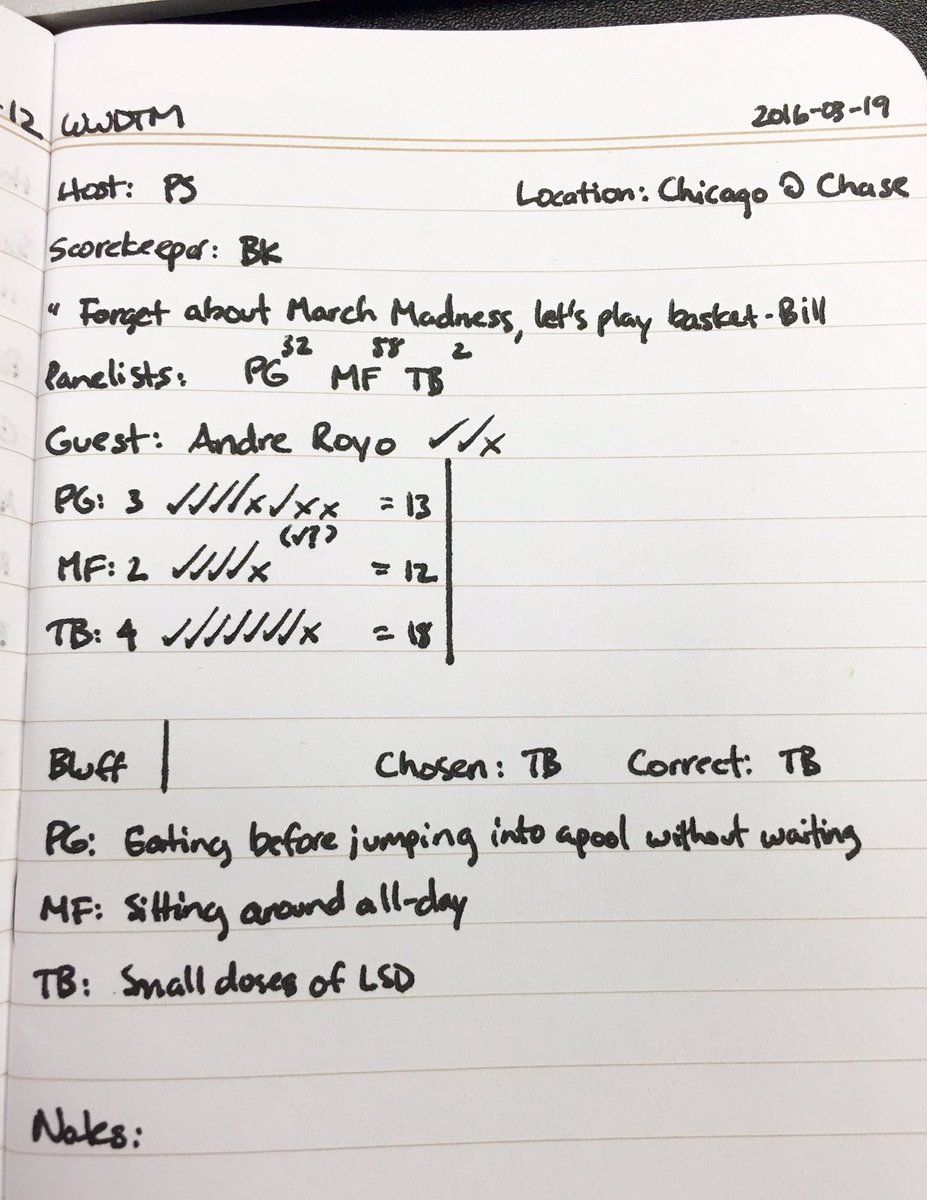 -12 WWDTM 2016-03-19
Host: PS Location: Chicago @ Chase
Scorekeeper: BK
" Forget about March Madness, let's play basket-Bill
32 58 2
Panelists: PG MF TB
Guest: Andre Royo ✓✓x
PG: 3 ✓✓✓✓x✓xx = 13
(✓?)
MF: 2 ✓✓✓✓x = 12
TB: 4 ✓✓✓✓✓✓✓x = 18
Bluff Chosen: TB Correct: TB
PG: Eating before jumping into a pool without waiting
MF: Sitting around all-day
TB: Small doses of LSD
Notes: